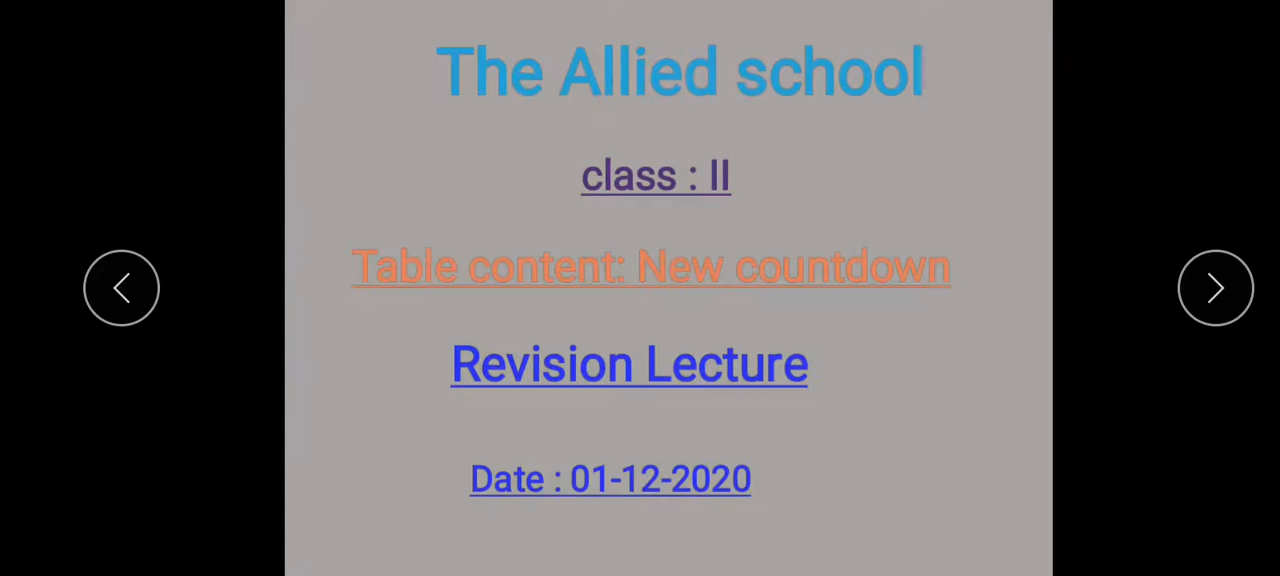 The Allied school
class : II
Table content: New countdown
Revision Lecture
Date : 01-12-2020